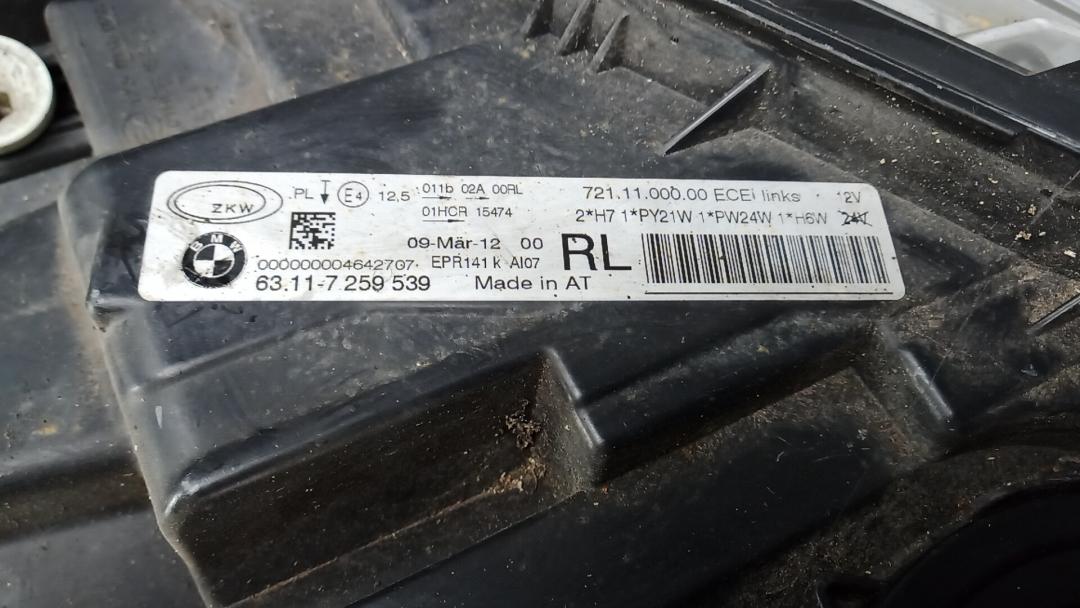 ZKW
PL E4 12,5 011b 02A 00RL
01HCR 15474
721.11.000.00 ECE links 12V
2*H7 1*PY21W 1*PW24W 1*H6W 24V
BMW
09-Mär-12 00 RL
000000004642707 EPR141 k AI07
63.11-7 259 539 Made in AT